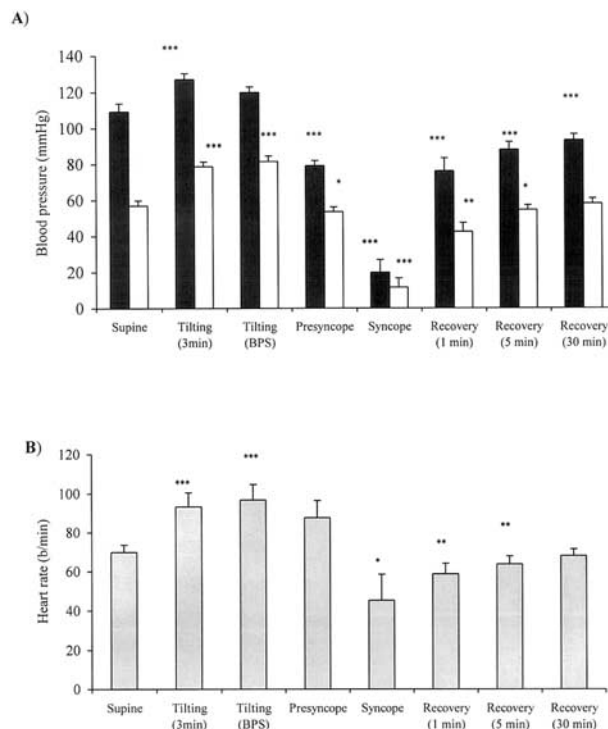 A)
Blood pressure (mmHg)
140
120
100
80
60
40
20
0
***
***
***
***
*
***
***
***
**
***
*
***
Supine
Tilting
(3min)
Tilting
(BPS)
Presyncope
Syncope
Recovery
(1 min)
Recovery
(5 min)
Recovery
(30 min)
B)
Heart rate (b/min)
120
100
80
60
40
20
0
***
***
*
**
**
Supine
Tilting
(3min)
Tilting
(BPS)
Presyncope
Syncope
Recovery
(1 min)
Recovery
(5 min)
Recovery
(30 min)